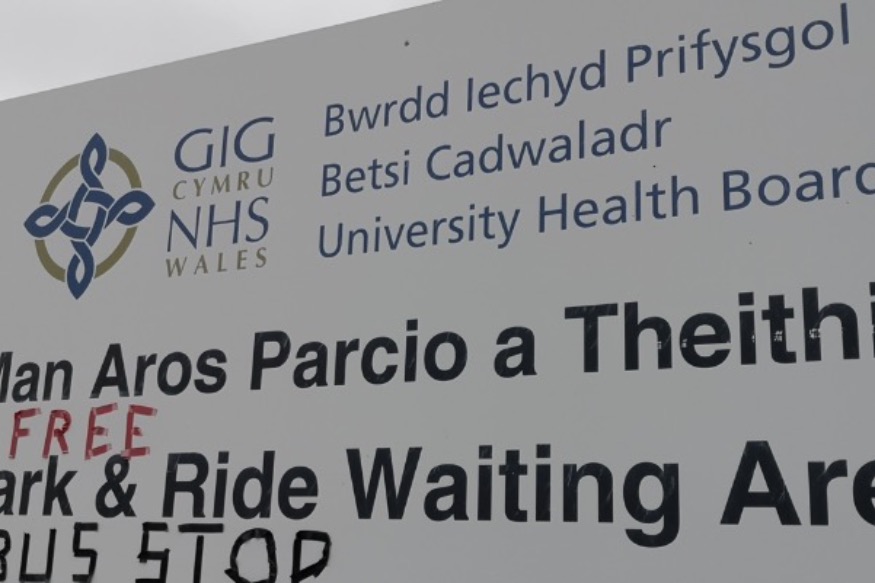 GIG
CYMRU
NHS
WALES
Bwrdd Iechyd Prifysgol
Betsi Cadwaladr
University Health Board
Man Aros Parcio a Theithi
FREE
ark & Ride Waiting Are
BUS STOP